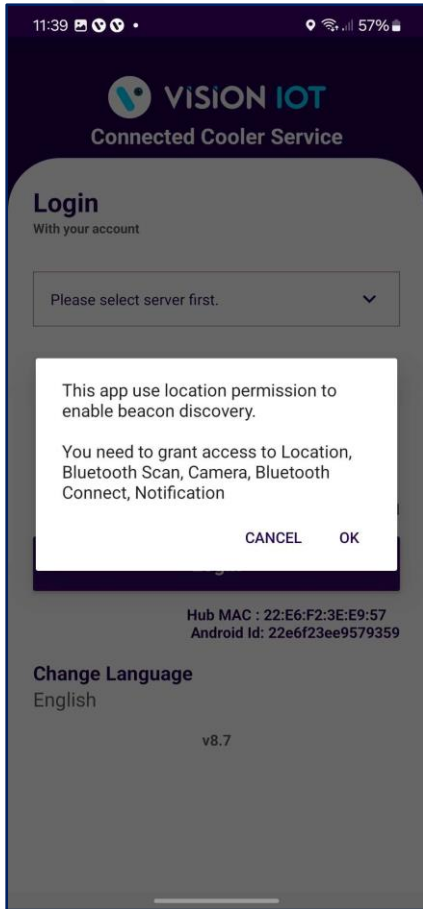 11:39
57%
VISION IOT
Connected Cooler Service
Login
With your account
Please select server first.
This app use location permission to
enable beacon discovery.
You need to grant access to Location,
Bluetooth Scan, Camera, Bluetooth
Connect, Notification
CANCEL OK
Hub MAC : 22:E6:F2:3E:E9:57
Android Id: 22e6f23ee9579359
Change Language
English
v8.7